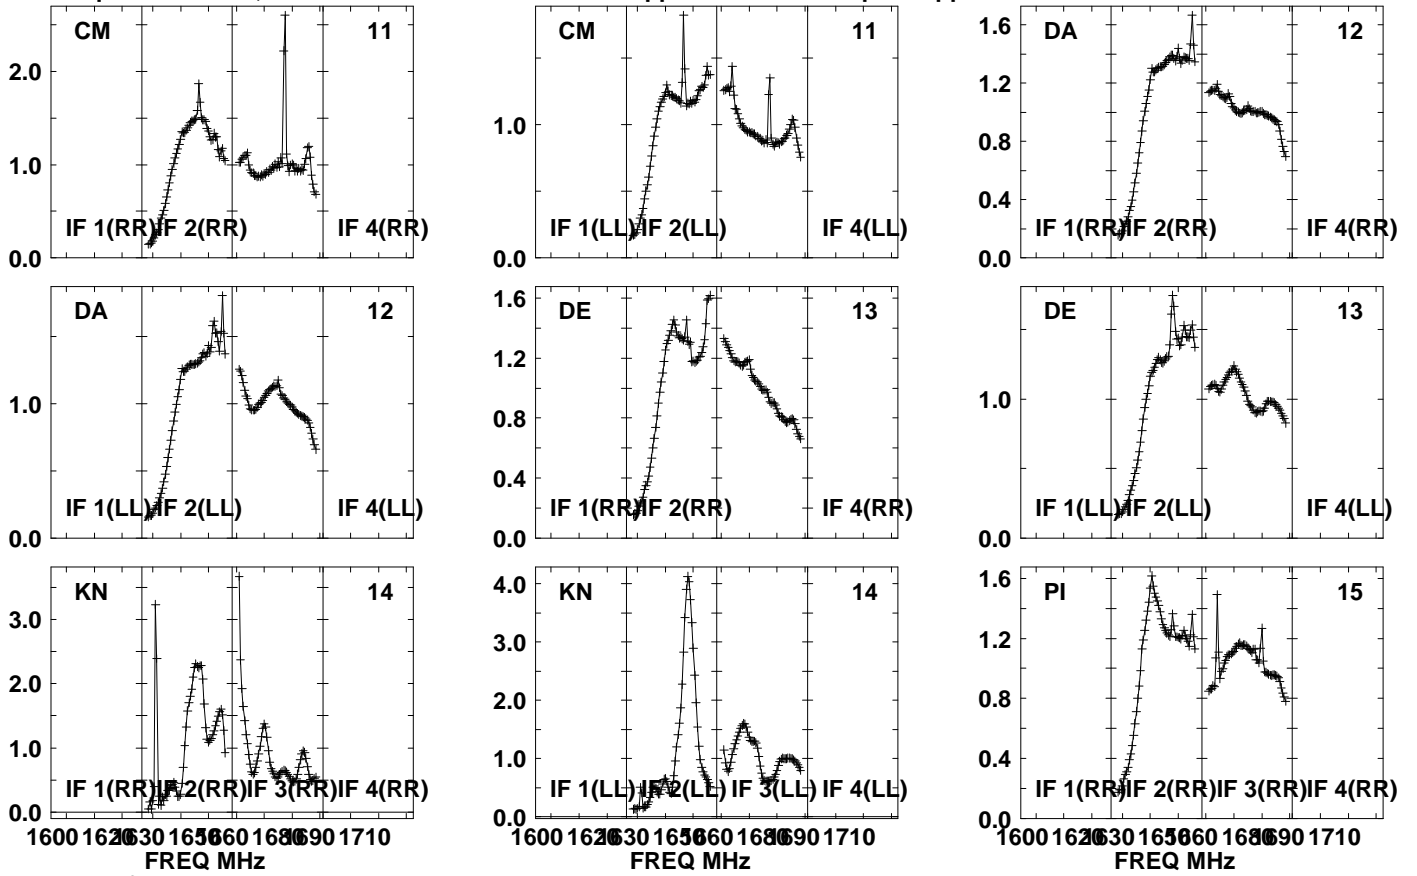 CM 11
2.0
1.0
0.0
IF 1(RR) IF 2(RR) IF 4(RR)
CM 11
1.0
0.0
IF 1(LL) IF 2(LL) IF 4(LL)
DA 12
1.6
1.2
0.8
0.4
0.0
IF 1(RR) IF 2(RR) IF 4(RR)
DA 12
1.0
0.0
IF 1(LL) IF 2(LL) IF 4(LL)
DE 13
1.6
1.2
0.8
0.4
0.0
IF 1(RR) IF 2(RR) IF 4(RR)
DE 13
1.0
0.0
IF 1(LL) IF 2(LL) IF 4(LL)
KN 14
3.0
2.0
1.0
0.0
IF 1(RR) IF 2(RR) IF 3(RR) IF 4(RR)
1600 1620 1630 1650 1660 1680 1690 1710
FREQ MHz
KN 14
4.0
3.0
2.0
1.0
0.0
IF 1(LL) IF 2(LL) IF 3(LL) IF 4(LL)
1600 1620 1630 1650 1660 1680 1690 1710
FREQ MHz
PI 15
1.6
1.2
0.8
0.4
0.0
IF 1(RR) IF 2(RR) IF 3(RR) IF 4(RR)
1600 1620 1630 1650 1660 1680 1690 1710
FREQ MHz